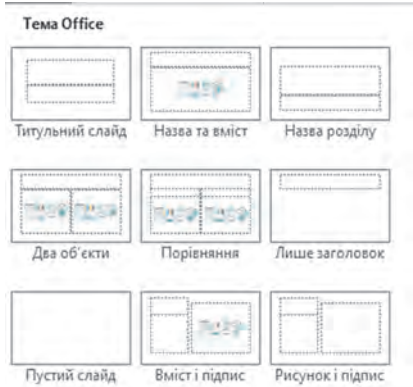 Тема Office
Титульний слайд
Назва та вміст
Назва розділу
Два об'єкти
Порівняння
Лише заголовок
Пустий слайд
Вміст і підпис
Рисунок і підпис